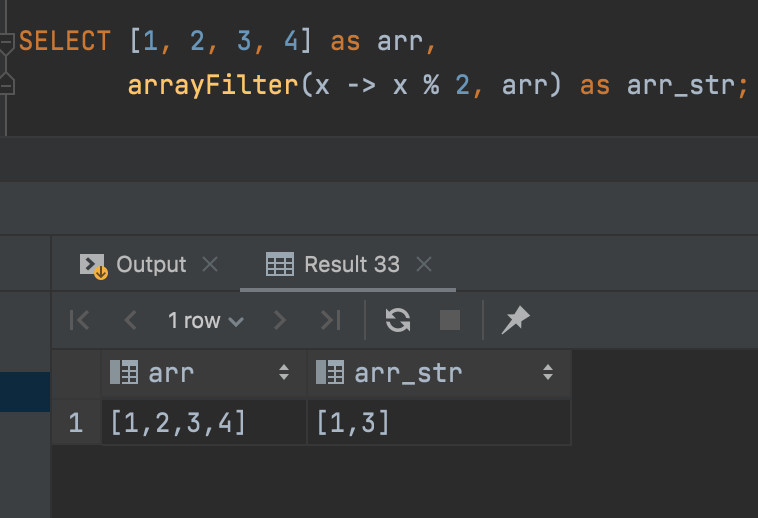 SELECT [1, 2, 3, 4] as arr,
arrayFilter(x -> x % 2, arr) as arr_str;
Output Result 33
1 row
arr arr_str
1 [1,2,3,4] [1,3]